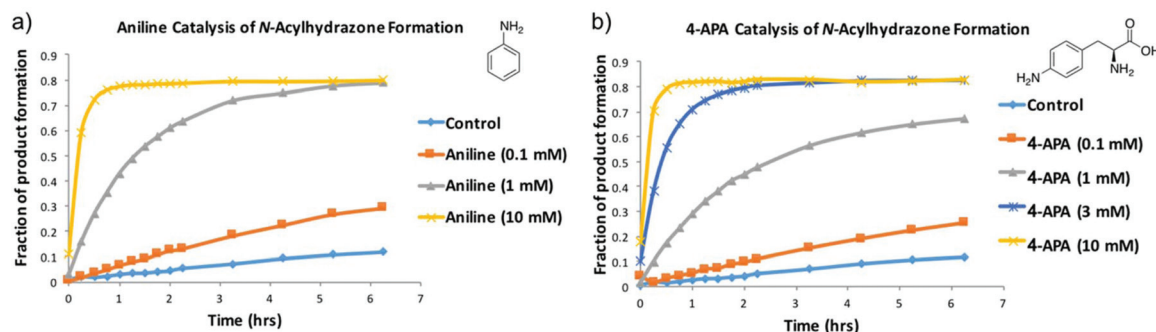 a)
Aniline Catalysis of N-Acylhydrazone Formation
NH2
Fraction of product formation
0.9
0.8
0.7
0.6
0.5
0.4
0.3
0.2
0.1
0
0 1 2 3 4 5 6 7
Time (hrs)
Control
Aniline (0.1 mM)
Aniline (1 mM)
Aniline (10 mM)
b)
4-APA Catalysis of N-Acylhydrazone Formation
O
OH
NH2
H2N
Fraction of product formation
0.9
0.8
0.7
0.6
0.5
0.4
0.3
0.2
0.1
0
0 1 2 3 4 5 6 7
Time (hrs)
Control
4-APA (0.1 mM)
4-APA (1 mM)
4-APA (3 mM)
4-APA (10 mM)